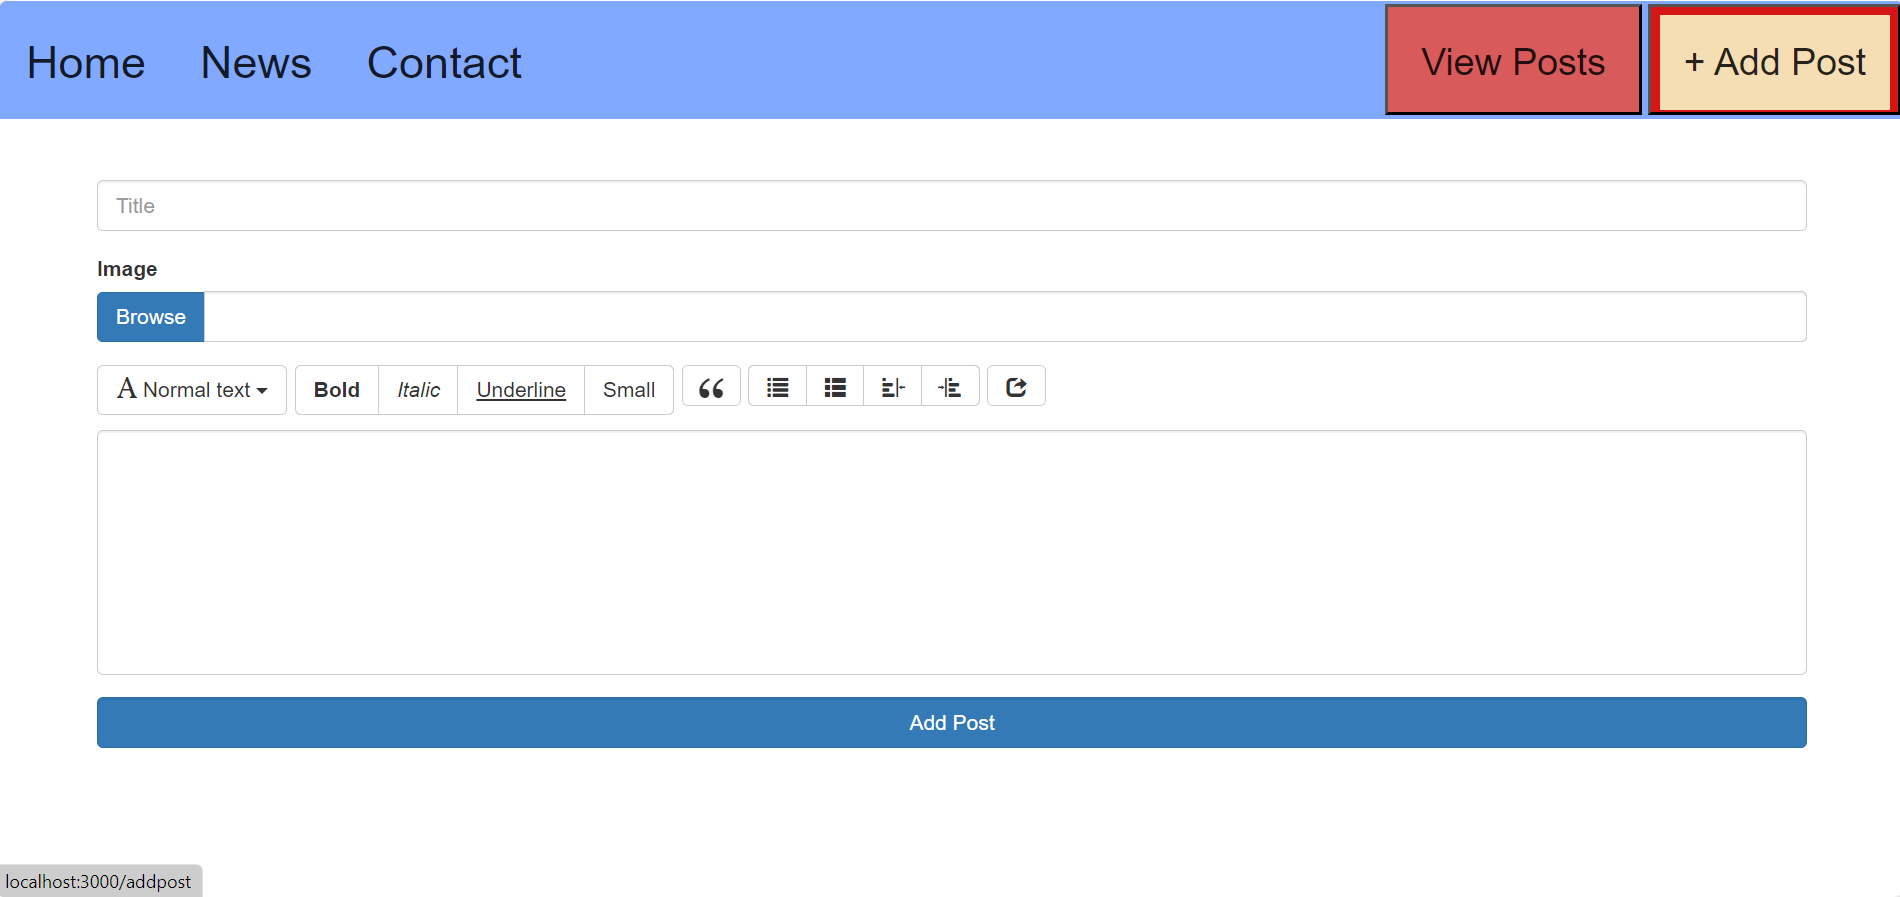 Home News Contact View Posts + Add Post
Title
Image
Browse
A Normal text Bold Italic Underline Small
Add Post
localhost:3000/addpost